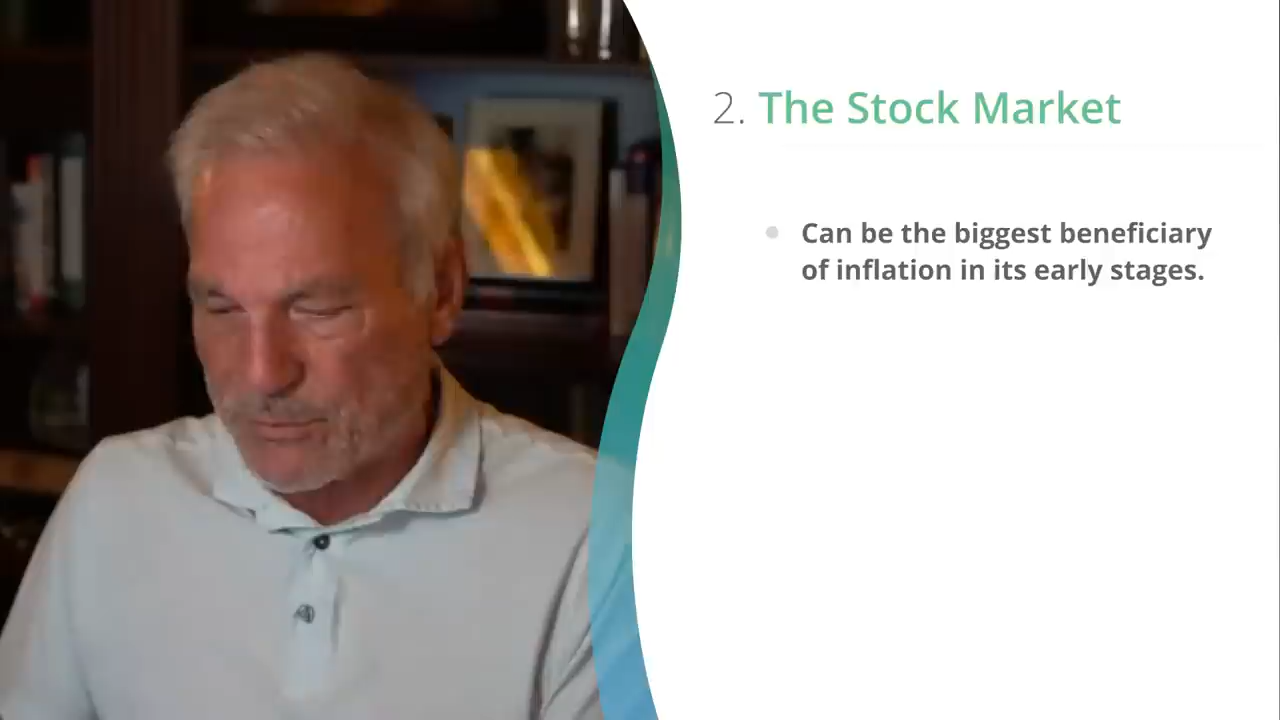 2. The Stock Market
Can be the biggest beneficiary
of inflation in its early stages.